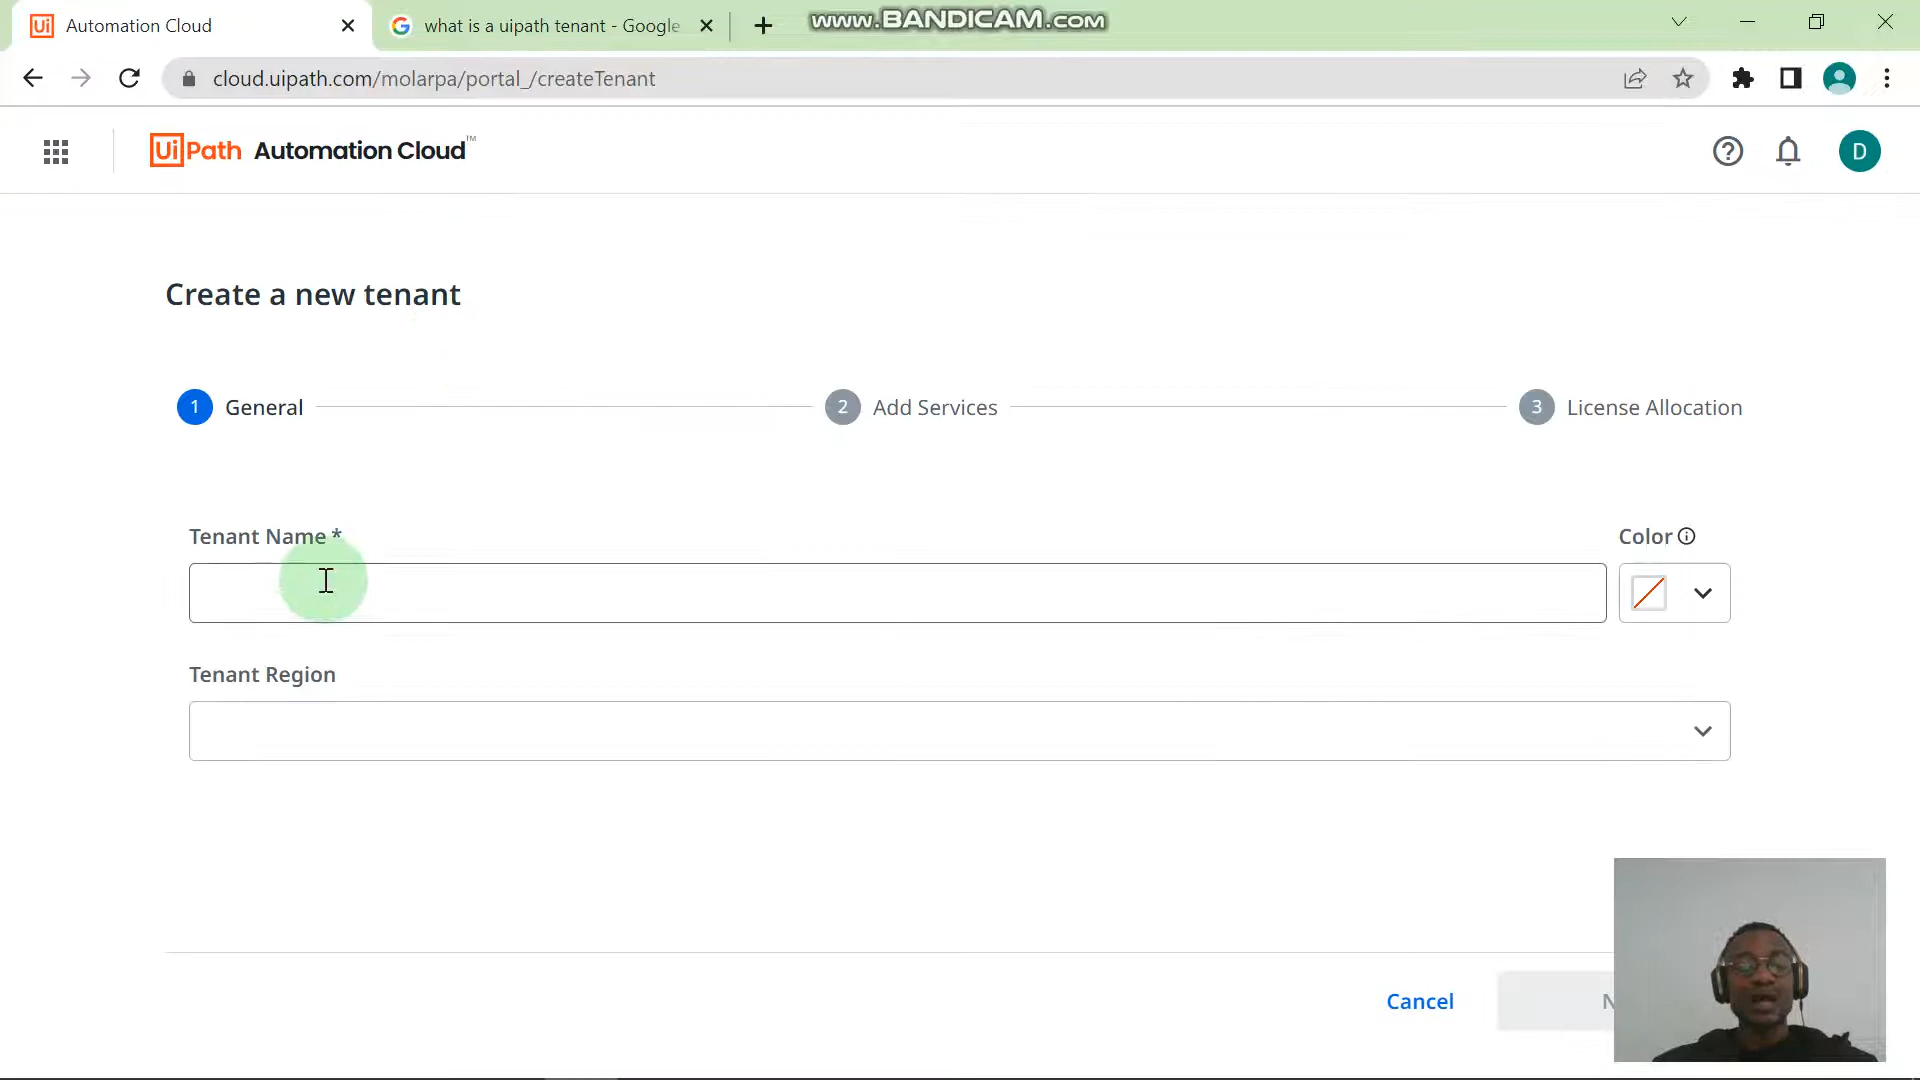 Automation Cloud
what is a uipath tenant - Google
www.BANDICAM.com
cloud.uipath.com/molarpa/portal_/createTenant
UiPath Automation Cloud™
D
Create a new tenant
1 General
2 Add Services
3 License Allocation
Tenant Name *
Color
Tenant Region
Cancel